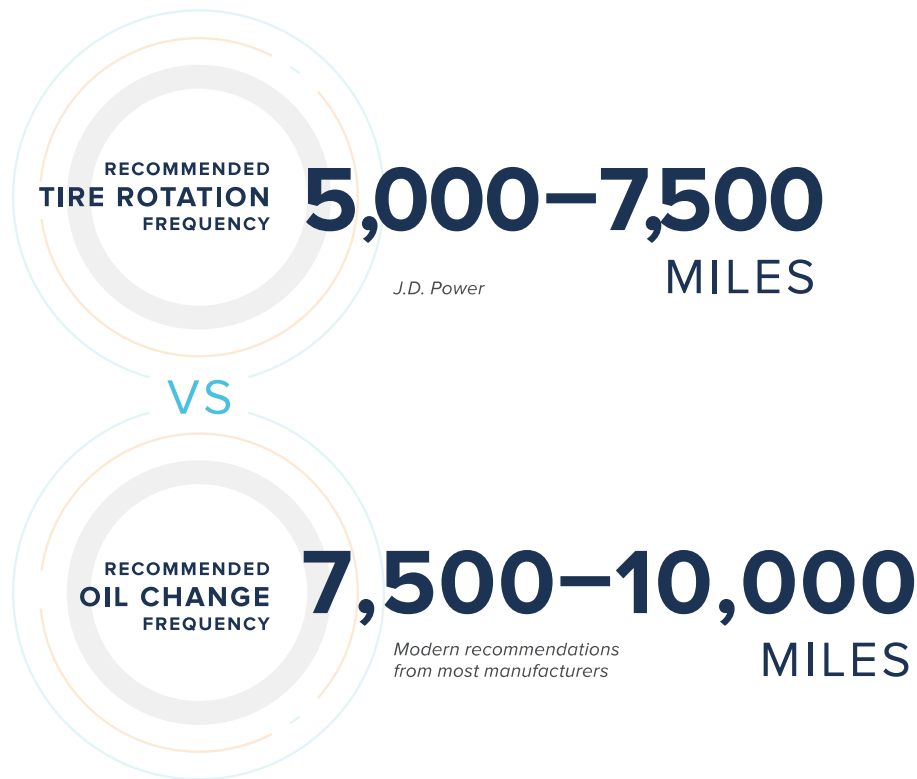 RECOMMENDED
TIRE ROTATION
FREQUENCY
5,000–7,500
MILES
J.D. Power
VS
RECOMMENDED
OIL CHANGE
FREQUENCY
7,500–10,000
MILES
Modern recommendations
from most manufacturers